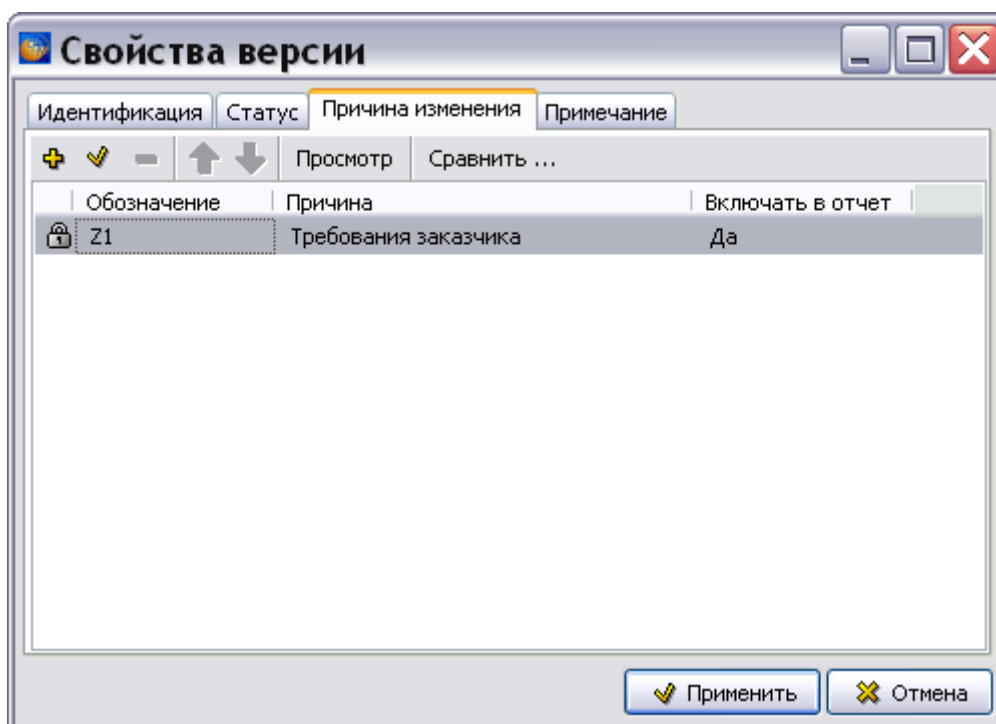 Свойства версии
Идентификация Статус Причина изменения Примечание
Просмотр Сравнить ...
Обозначение Причина Включать в отчет
Z1 Требования заказчика Да
Применить Отмена